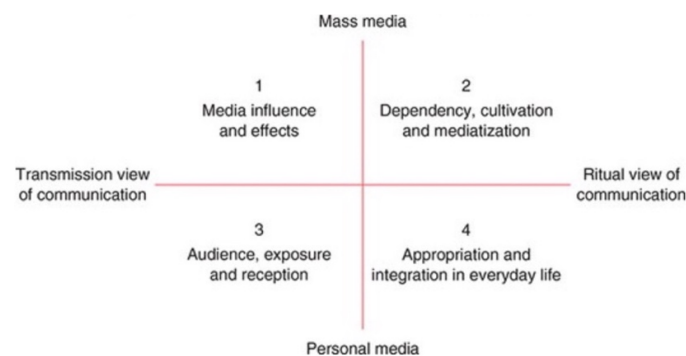 Mass media
1
Media influence
and effects
2
Dependency, cultivation
and mediatization
Transmission view
of communication
Ritual view of
communication
3
Audience, exposure
and reception
4
Appropriation and
integration in everyday life
Personal media